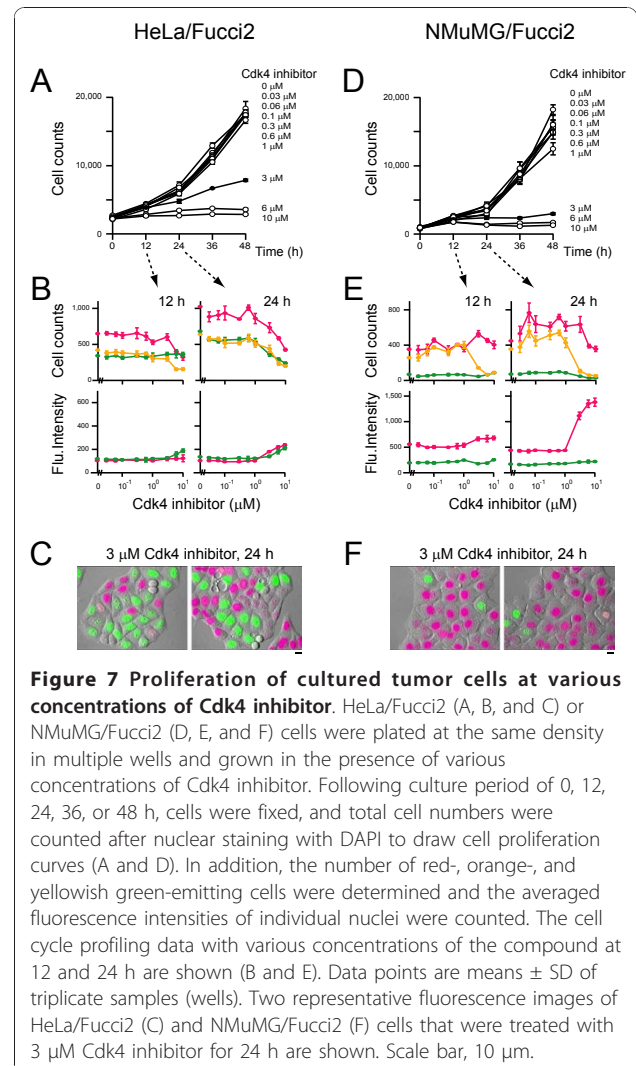 HeLa/Fucci2
NMuMG/Fucci2
A
Cdk4 inhibitor
20,000
10,000
0
Cell counts
0 μM
0.03 μM
0.06 μM
0.1 μM
0.3 μM
0.6 μM
1 μM
3 μM
6 μM
10 μM
0 12 24 36 48 Time (h)
D
Cdk4 inhibitor
20,000
10,000
0
Cell counts
0 μM
0.03 μM
0.06 μM
0.1 μM
0.3 μM
0.6 μM
1 μM
3 μM
6 μM
10 μM
0 12 24 36 48
Time (h)
B
12 h
24 h
1,000
500
0
Cell counts
600
400
200
0
Flu.Intensity
0 10⁻¹ 10⁰ 10¹ 0 10⁻¹ 10⁰ 10¹
Cdk4 inhibitor (μM)
E
12 h
24 h
800
400
0
Cell counts
1,500
1,000
500
0
Flu.Intensity
0 10⁻¹ 10⁰ 10¹ 0 10⁻¹ 10⁰ 10¹
Cdk4 inhibitor (μM)
C
3 μM Cdk4 inhibitor, 24 h
F
3 μM Cdk4 inhibitor, 24 h
Figure 7 Proliferation of cultured tumor cells at various
concentrations of Cdk4 inhibitor. HeLa/Fucci2 (A, B, and C) or
NMuMG/Fucci2 (D, E, and F) cells were plated at the same density
in multiple wells and grown in the presence of various
concentrations of Cdk4 inhibitor. Following culture period of 0, 12,
24, 36, or 48 h, cells were fixed, and total cell numbers were
counted after nuclear staining with DAPI to draw cell proliferation
curves (A and D). In addition, the number of red-, orange-, and
yellowish green-emitting cells were determined and the averaged
fluorescence intensities of individual nuclei were counted. The cell
cycle profiling data with various concentrations of the compound at
12 and 24 h are shown (B and E). Data points are means ± SD of
triplicate samples (wells). Two representative fluorescence images of
HeLa/Fucci2 (C) and NMuMG/Fucci2 (F) cells that were treated with
3 μM Cdk4 inhibitor for 24 h are shown. Scale bar, 10 μm.